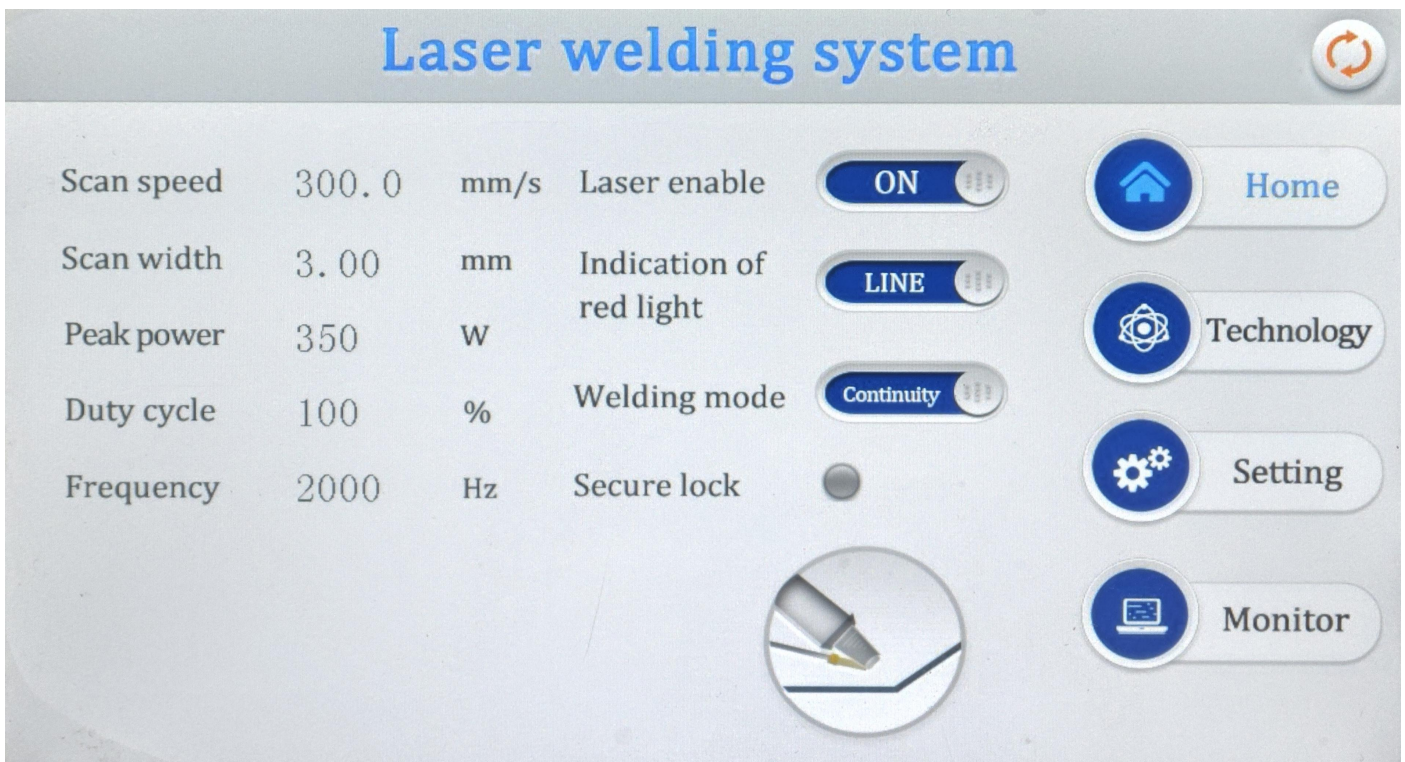 Laser welding system
Scan speed 300.0 mm/s
Scan width 3.00 mm
Peak power 350 W
Duty cycle 100 %
Frequency 2000 Hz
Laser enable ON
Indication of
red light LINE
Welding mode Continuity
Secure lock
Home
Technology
Setting
Monitor